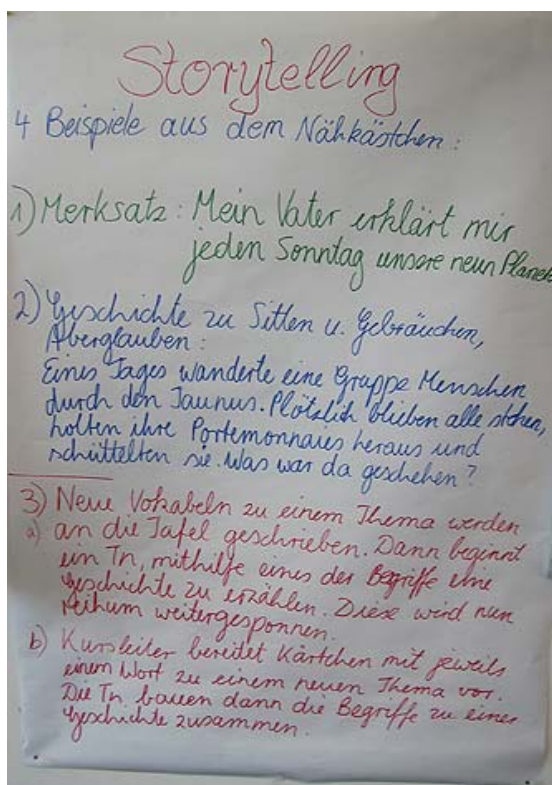 Storytelling
4 Beispiele aus dem Nähkästchen:
1) Merksatz: Mein Vater erklärt mir
jeden Sonntag unsere neun Planeten
2) Geschichte zu Sitten u. Gebräuchen,
Aberglauben:
Eines Tages wanderte eine Gruppe Menschen
durch den Taunus. Plötzlich blieben alle stehen,
holten ihre Portemonnaies heraus und
schüttelten sie. Was war da geschehen?
3) Neue Vokabeln zu einem Thema werden
a) an die Tafel geschrieben. Dann beginnt
ein Tn, mithilfe eines der Begriffe eine
Geschichte zu erzählen. Diese wird nun
reihum weitergesponnen.
b) Kursleiter bereitet Kärtchen mit jeweils
einem Wort zu einem neuen Thema vor.
Die Tn. bauen dann die Begriffe zu einer
Geschichte zusammen.